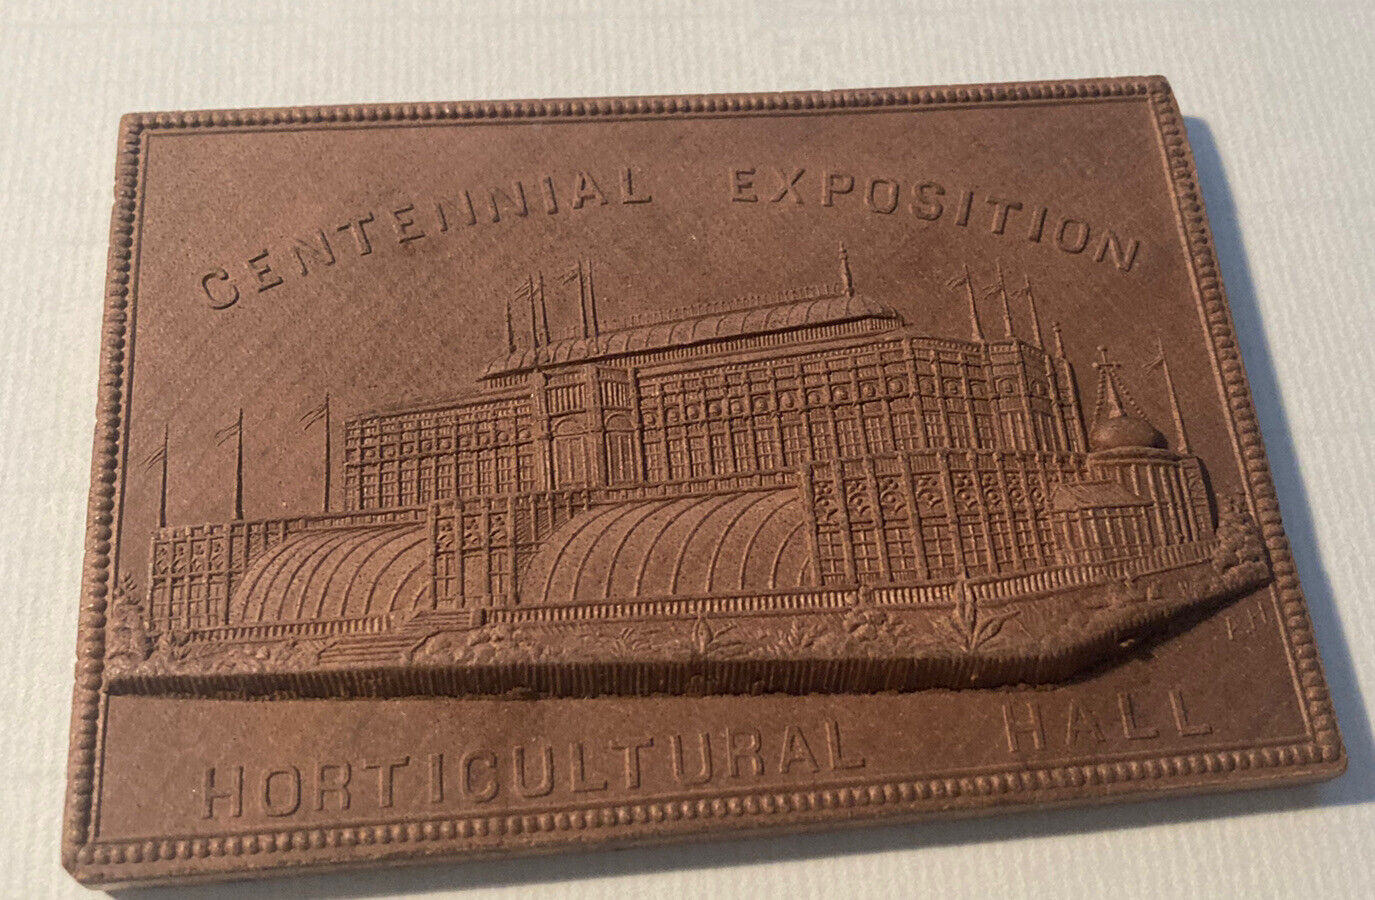 CENTENNIAL EXPOSITION
HORTICULTURAL HALL